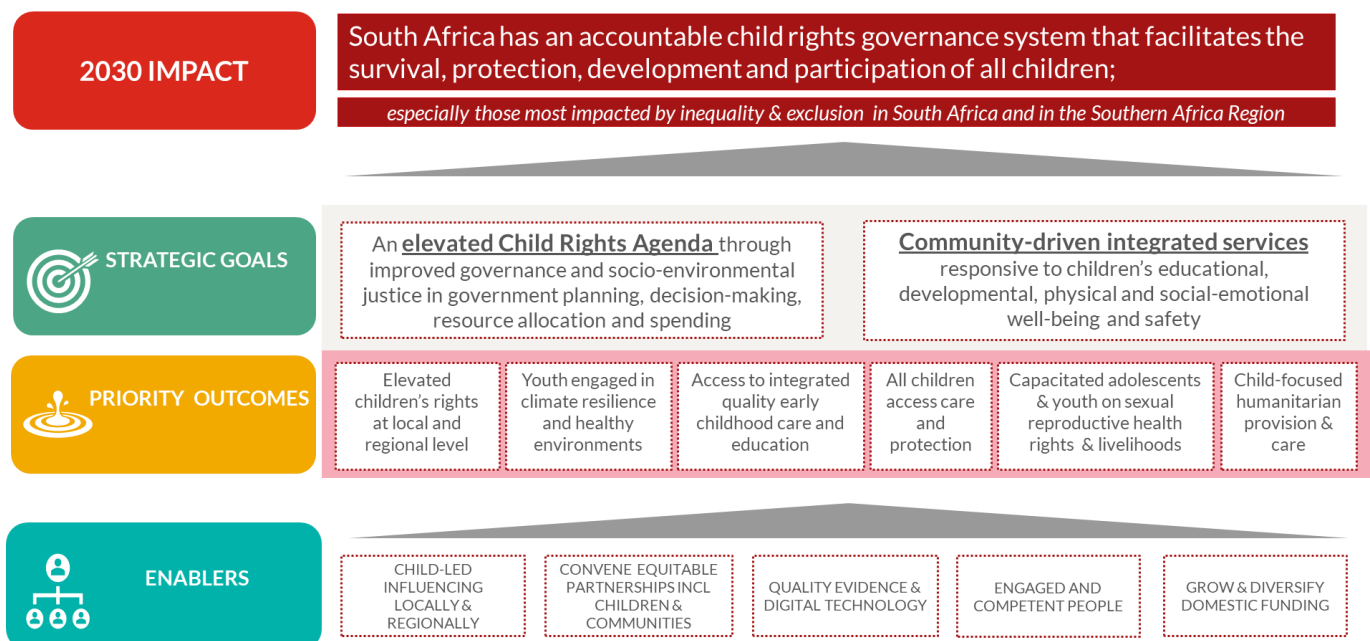 2030 IMPACT
South Africa has an accountable child rights governance system that facilitates the
survival, protection, development and participation of all children;
especially those most impacted by inequality & exclusion in South Africa and in the Southern Africa Region
STRATEGIC GOALS
An elevated Child Rights Agenda through
improved governance and socio-environmental
justice in government planning, decision-making,
resource allocation and spending
Community-driven integrated services
responsive to children's educational,
developmental, physical and social-emotional
well-being and safety
PRIORITY OUTCOMES
Elevated
children's rights
at local and
regional level
Youth engaged in
climate resilience
and healthy
environments
Access to integrated
quality early
childhood care and
education
All children
access care
and
protection
Capacitated adolescents
& youth on sexual
reproductive health
rights & livelihoods
Child-focused
humanitarian
provision &
care
ENABLERS
CHILD-LED
INFLUENCING
LOCALLY &
REGIONALLY
CONVENE EQUITABLE
PARTNERSHIPS INCL
CHILDREN &
COMMUNITIES
QUALITY EVIDENCE &
DIGITAL TECHNOLOGY
ENGAGED AND
COMPETENT PEOPLE
GROW & DIVERSIFY
DOMESTIC FUNDING